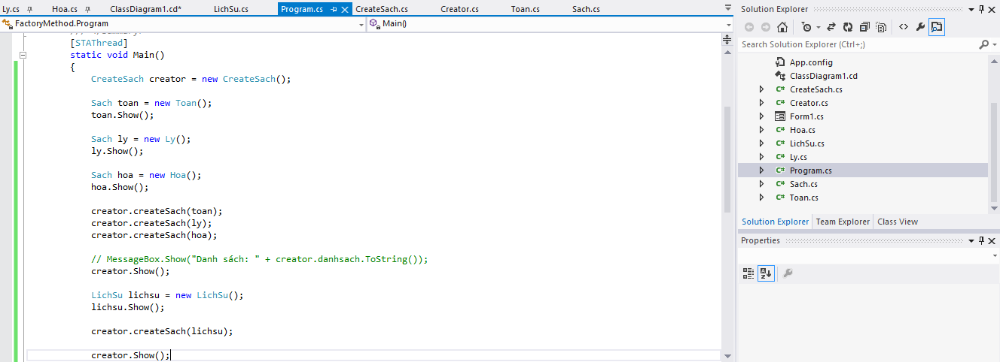 Ly.cs Hoa.cs ClassDiagram1.cd* LichSu.cs Program.cs CreateSach.cs Creator.cs Toan.cs Sach.cs
FactoryMethod.Program Main()
[STAThread]
static void Main()
{
CreateSach creator = new CreateSach();
Sach toan = new Toan();
toan.Show();
Sach ly = new Ly();
ly.Show();
Sach hoa = new Hoa();
hoa.Show();
creator.createSach(toan);
creator.createSach(ly);
creator.createSach(hoa);
// MessageBox.Show("Danh sách: " + creator.danhsach.ToString());
creator.Show();
LichSu lichsu = new LichSu();
lichsu.Show();
creator.createSach(lichsu);
creator.Show();
Solution Explorer
Search Solution Explorer (Ctrl+;)
App.config
ClassDiagram1.cd
C# CreateSach.cs
C# Creator.cs
Form1.cs
C# Hoa.cs
C# LichSu.cs
C# Ly.cs
C# Program.cs
C# Sach.cs
C# Toan.cs
Solution Explorer Team Explorer Class View
Properties